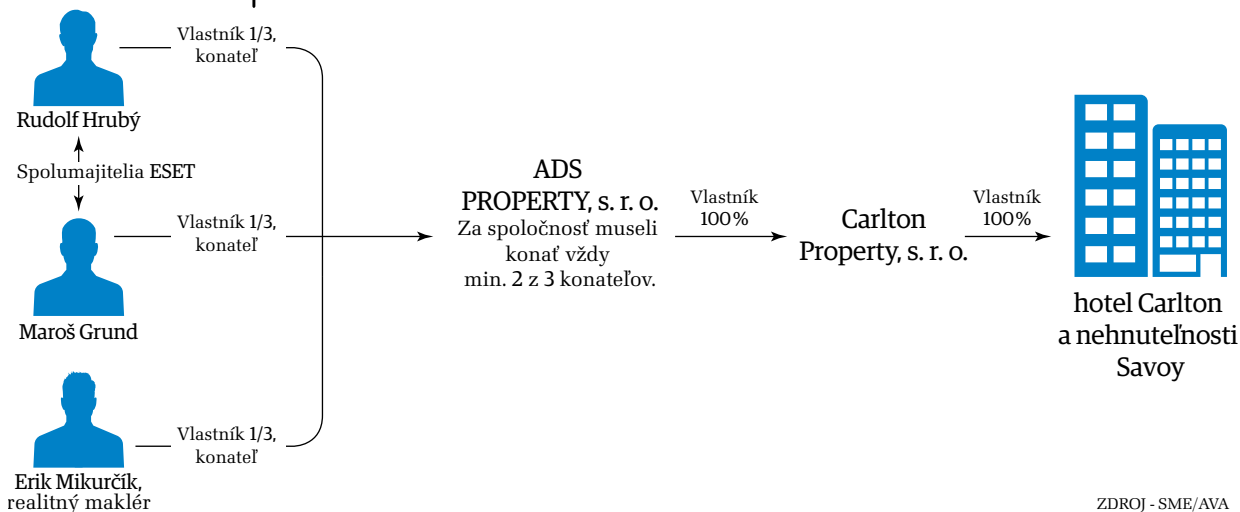 Vlastník 1/3,
konateľ
Rudolf Hrubý
Spolumajitelia ESET
Vlastník 1/3,
konateľ
Maroš Grund
Vlastník 1/3,
konateľ
Erik Mikurčík,
realitný maklér
ADS
PROPERTY, s. r. o.
Za spoločnosť museli
konať vždy
min. 2 z 3 konateľov.
Vlastník
100%
Carlton
Property, s. r. o.
Vlastník
100%
hotel Carlton
a nehnuteľnosti
Savoy
ZDROJ - SME/AVA